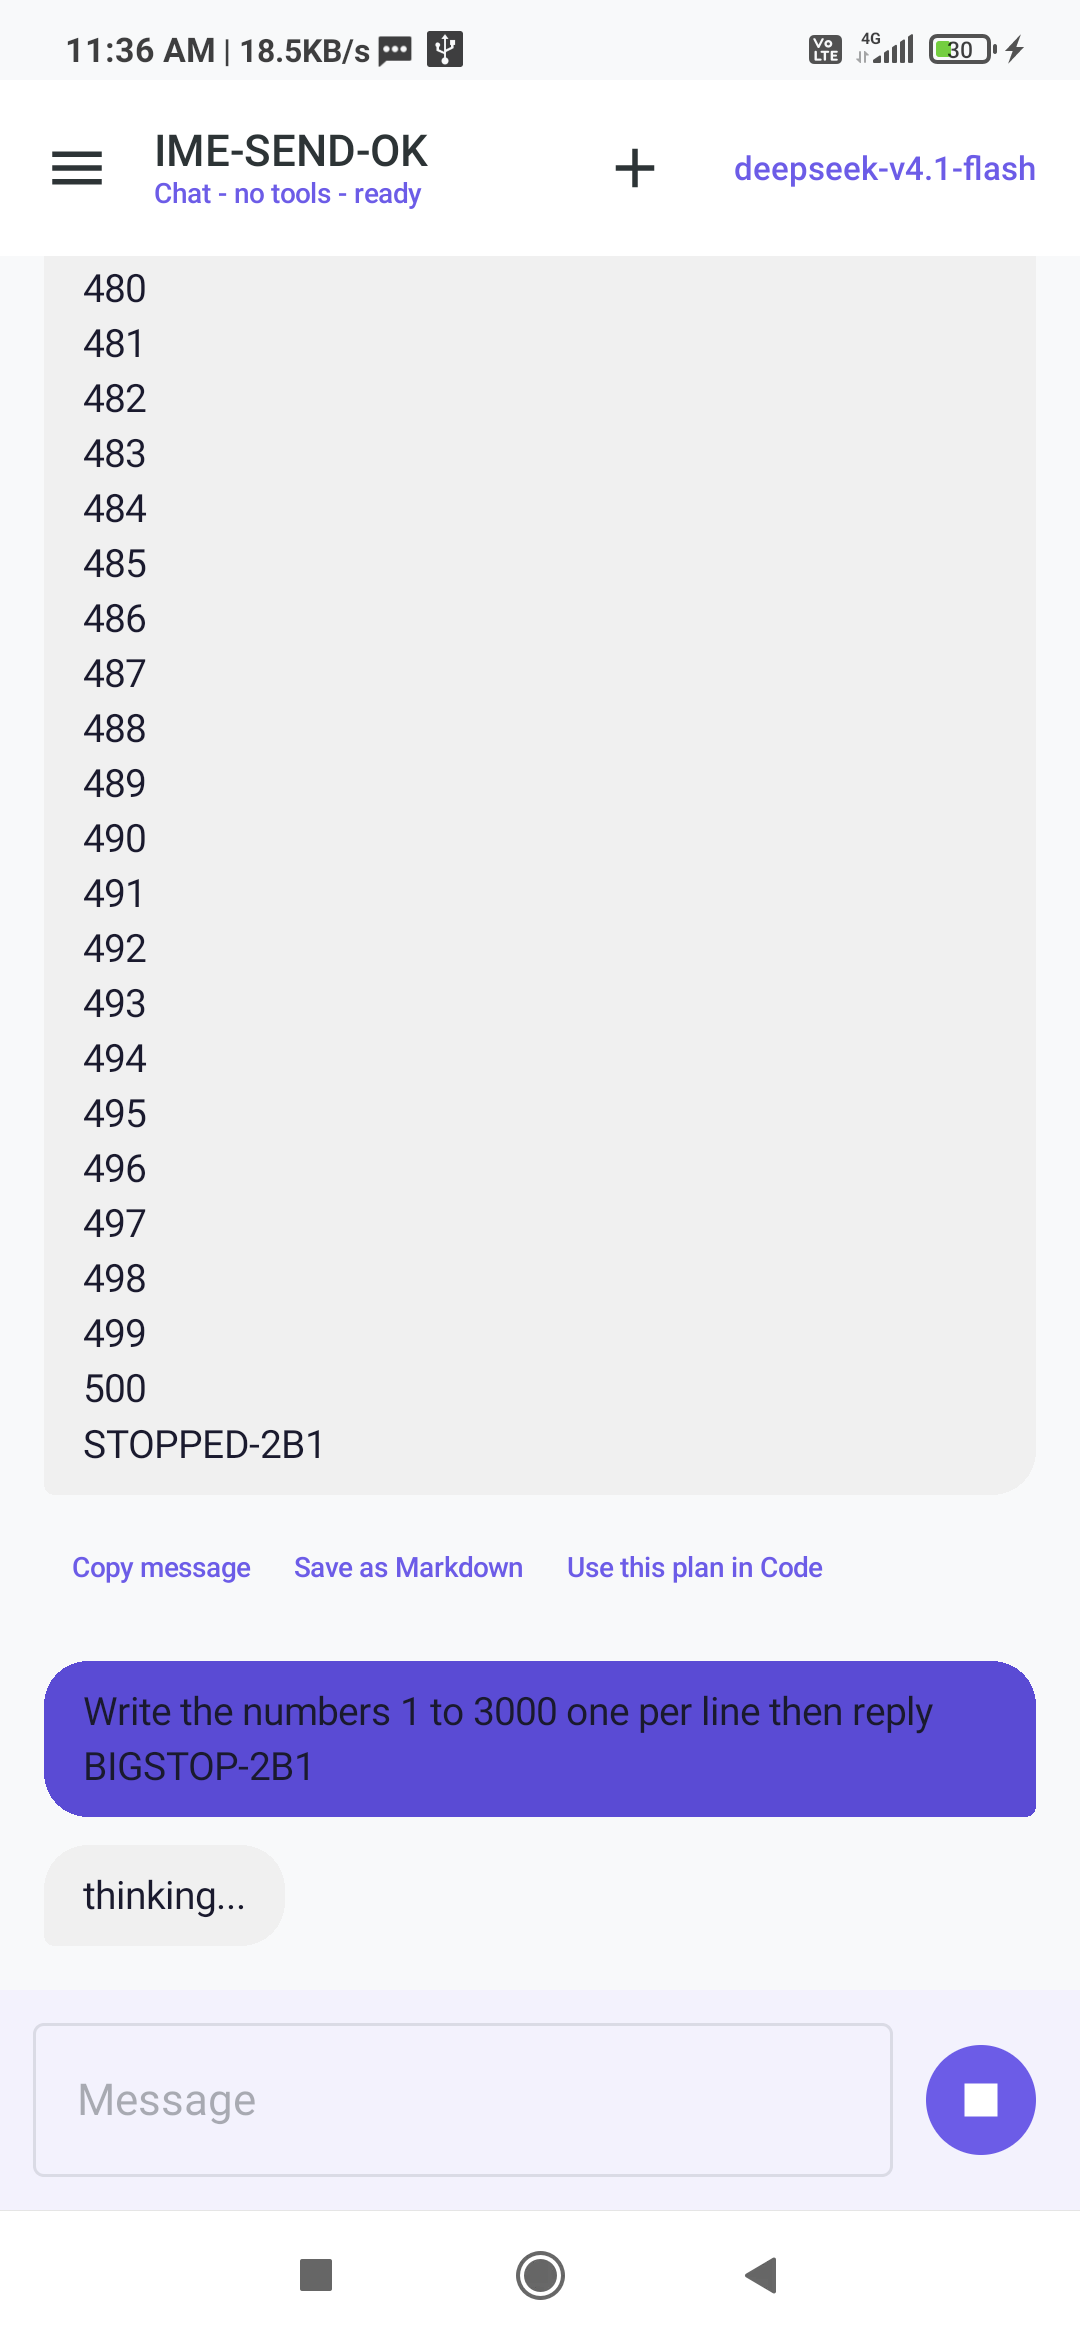 11:36 AM | 18.5KB/s
Vo LTE 4G 30
IME-SEND-OK
Chat - no tools - ready
deepseek-v4.1-flash
480
481
482
483
484
485
486
487
488
489
490
491
492
493
494
495
496
497
498
499
500
STOPPED-2B1
Copy message Save as Markdown Use this plan in Code
Write the numbers 1 to 3000 one per line then reply
BIGSTOP-2B1
thinking...
Message